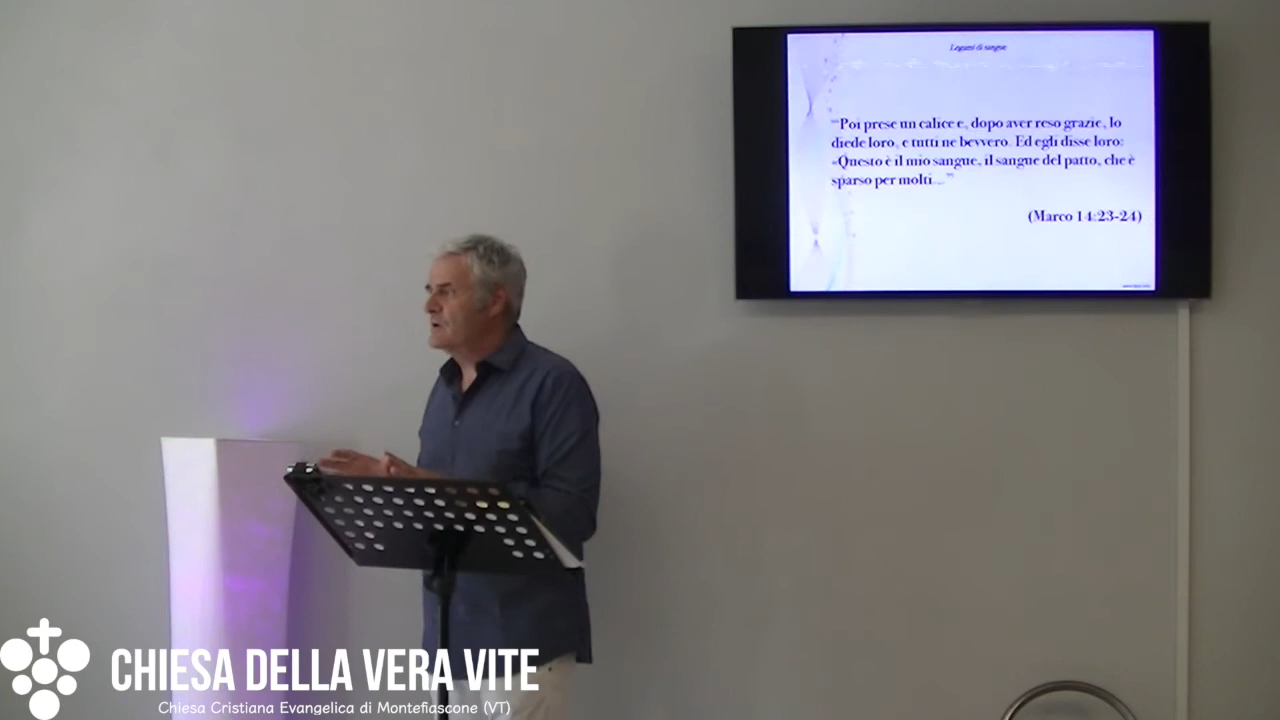 Legami di sangue
“Poi prese un calice e, dopo aver reso grazie, lo
diede loro, e tutti ne bevvero. Ed egli disse loro:
«Questo è il mio sangue, il sangue del patto, che è
sparso per molti...”
(Marco 14:23-24)
CHIESA DELLA VERA VITE
Chiesa Cristiana Evangelica di Montefiascone (VT)